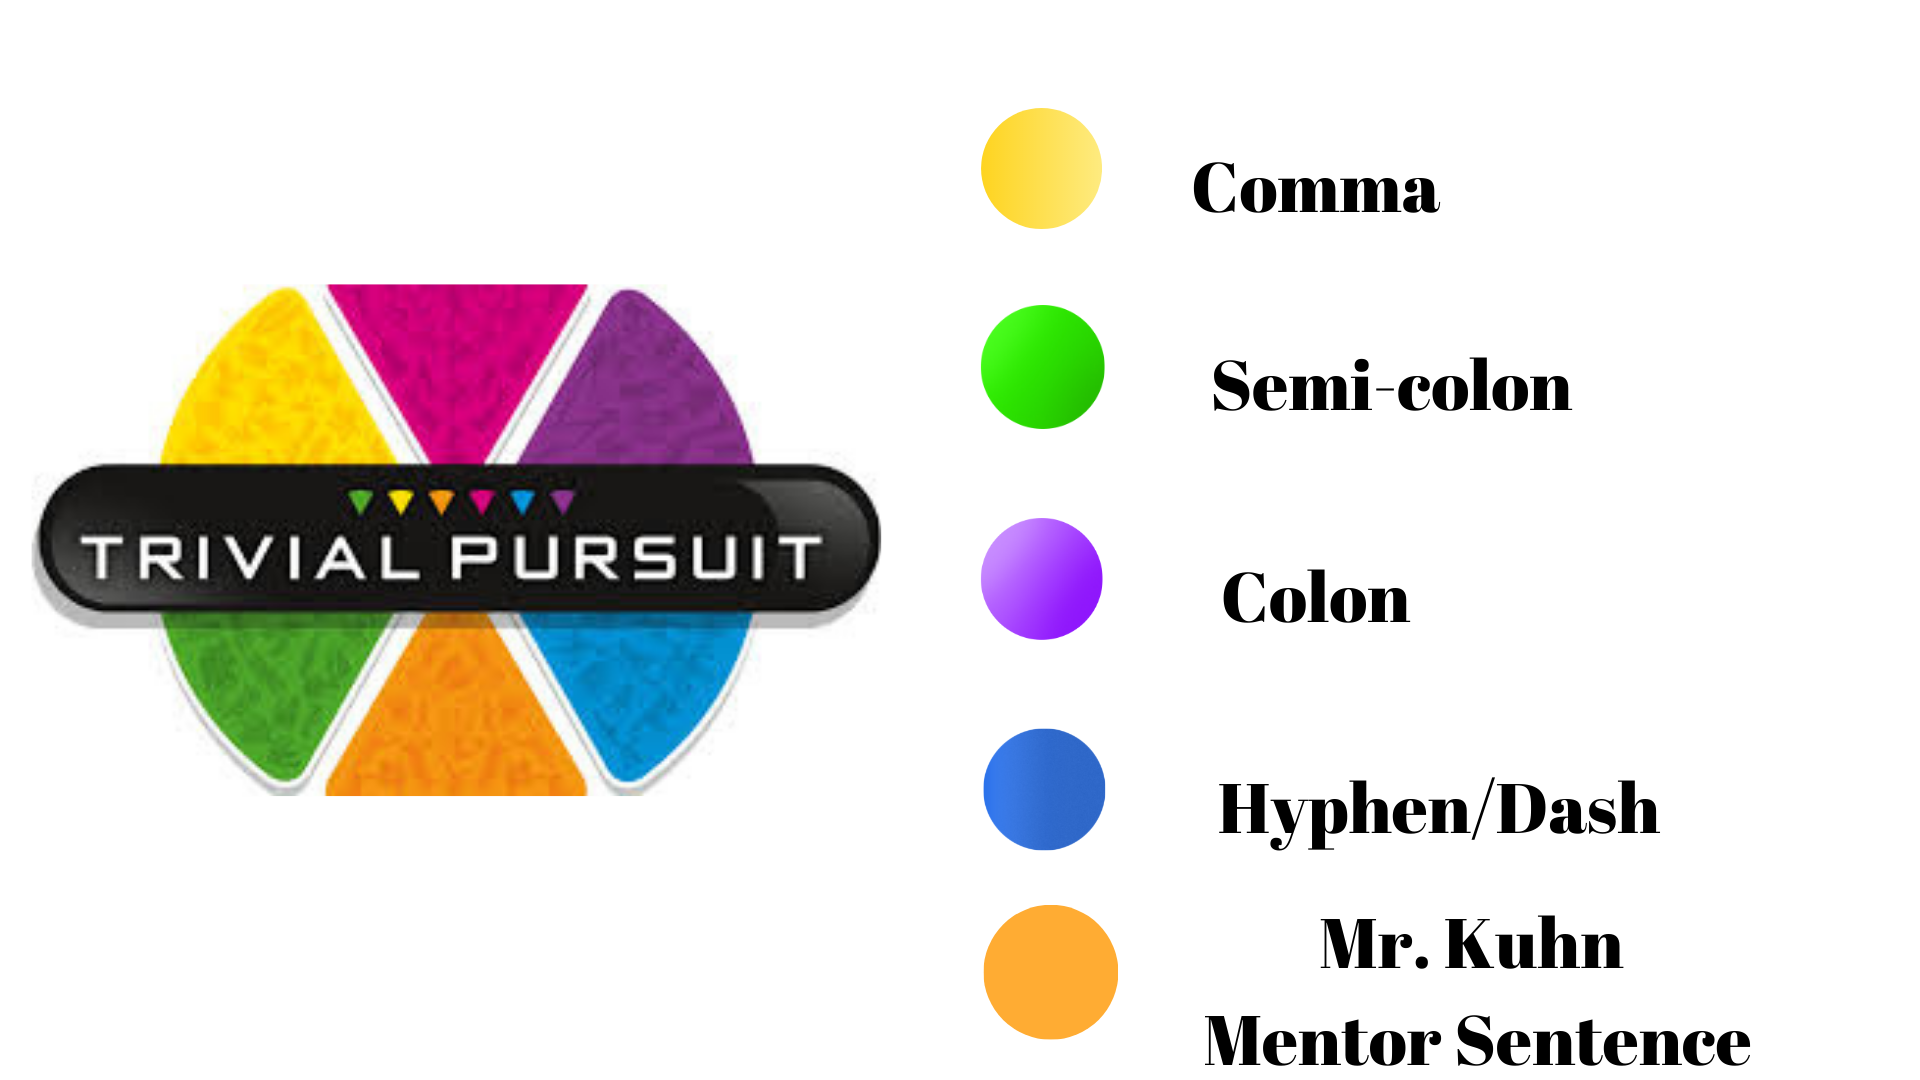 TRIVIAL PURSUIT
Comma
Semi-colon
Colon
Hyphen/Dash
Mr. Kuhn
Mentor Sentence